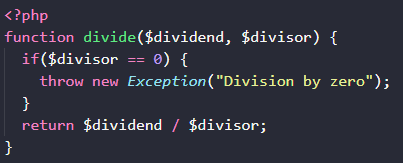 <?php
function divide($dividend, $divisor) {
  if($divisor == 0) {
    throw new Exception("Division by zero");
  }
  return $dividend / $divisor;
}